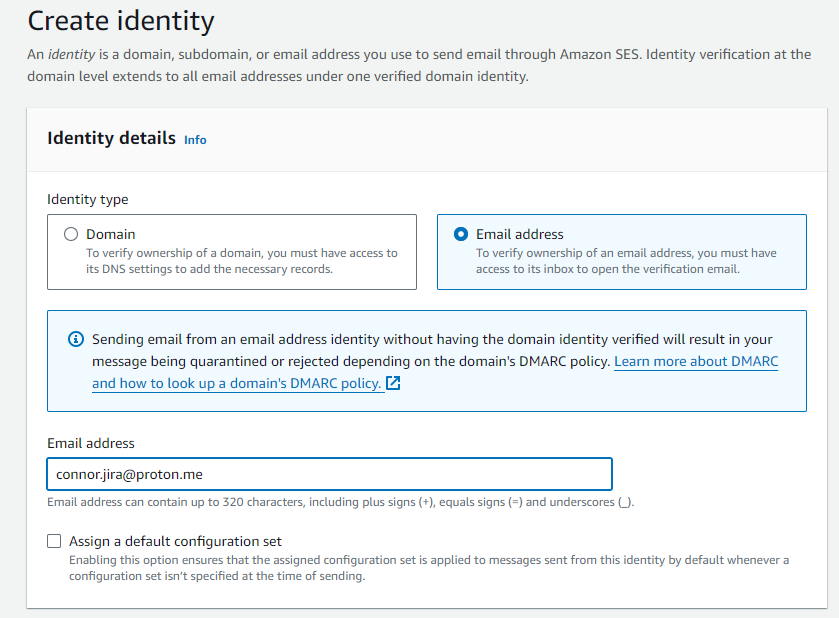 Create identity
An identity is a domain, subdomain, or email address you use to send email through Amazon SES. Identity verification at the
domain level extends to all email addresses under one verified domain identity.
Identity details Info
Identity type
Domain
To verify ownership of a domain, you must have access to
its DNS settings to add the necessary records.
Email address
To verify ownership of an email address, you must have
access to its inbox to open the verification email.
Sending email from an email address identity without having the domain identity verified will result in your
message being quarantined or rejected depending on the domain's DMARC policy. Learn more about DMARC
and how to look up a domain's DMARC policy.
Email address
connor.jira@proton.me
Email address can contain up to 320 characters, including plus signs (+), equals signs (=) and underscores (_).
Assign a default configuration set
Enabling this option ensures that the assigned configuration set is applied to messages sent from this identity by default whenever a
configuration set isn't specified at the time of sending.